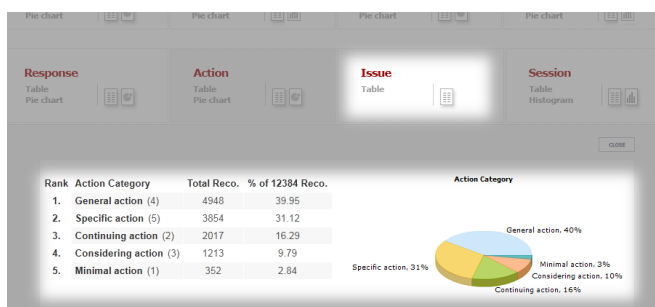 Pie chart
Pie chart
Pie chart
Response
Action
Issue
Session
Table
Table
Table
Table
Pie chart
Pie chart
Histogram
CLOSE
Rank Action Category Total Reco. % of 12384 Reco.
1. General action (4) 4948 39.95
2. Specific action (5) 3854 31.12
3. Continuing action (2) 2017 16.29
4. Considering action (3) 1213 9.79
5. Minimal action (1) 352 2.84
Action Category
General action, 40%
Minimal action, 3%
Specific action, 31%
Considering action, 10%
Continuing action, 16%